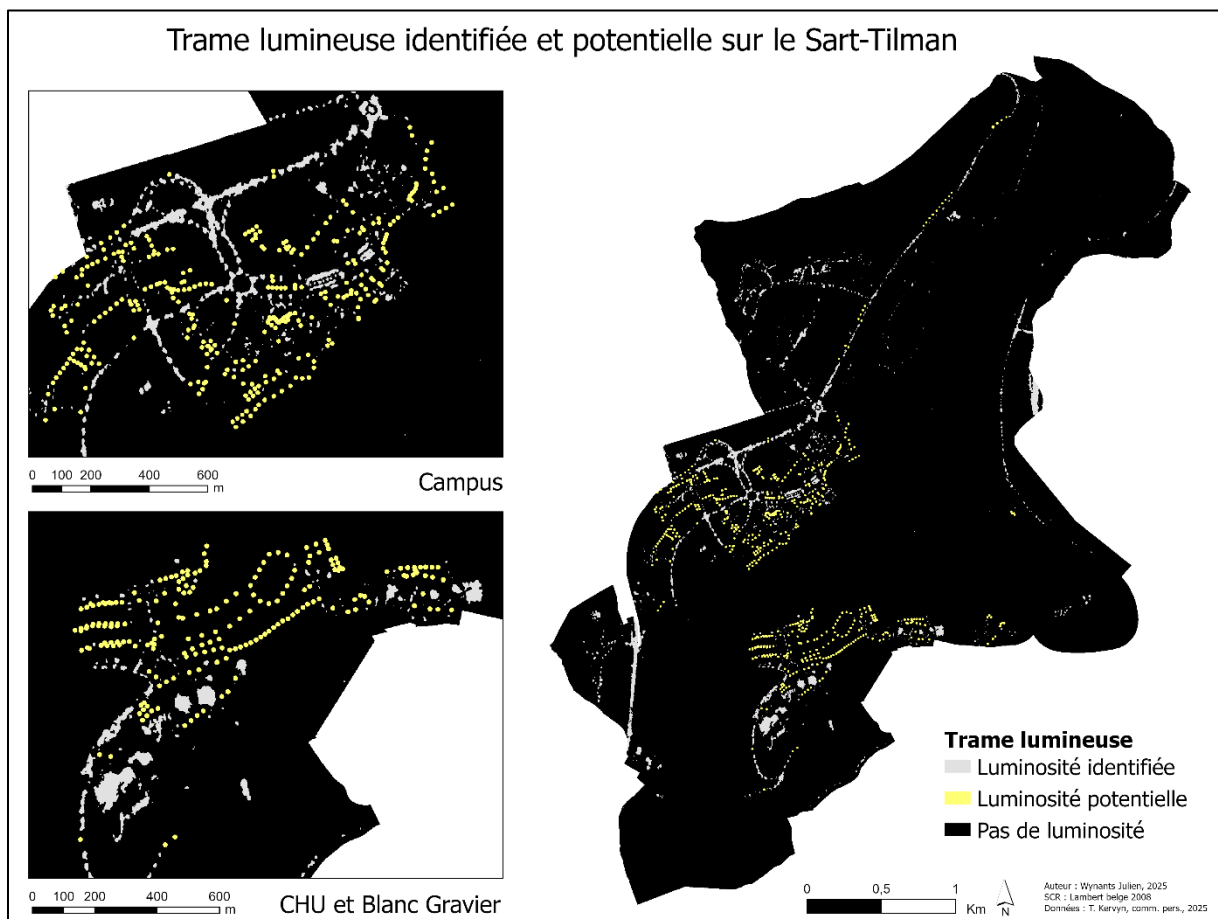 Trame lumineuse identifiée et potentielle sur le Sart-Tilman
600 100 200 400 600
m
Campus
0 100 200 400 600
m
CHU et Blanc Gravier
Trame lumineuse
Luminosité identifiée
Luminosité potentielle
Pas de luminosité
0 0,5 1
Km
N
Auteur : Wynants Julien, 2025
SCR : Lambert belge 2008
Données : T. Kervyn, comm. pers., 2025